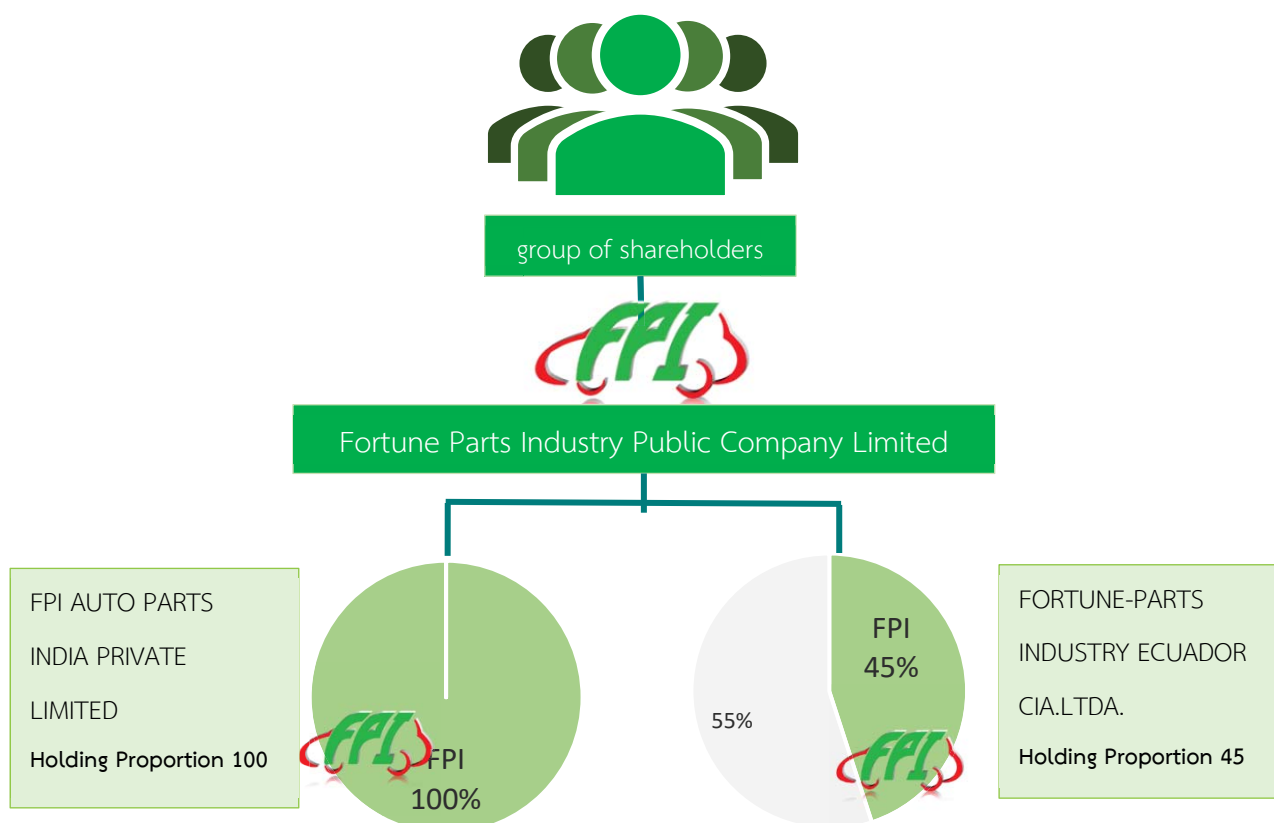 group of shareholders
FPI
Fortune Parts Industry Public Company Limited
FPI AUTO PARTS
INDIA PRIVATE
LIMITED
Holding Proportion 100
FPI
FPI
100%
FPI
45%
55%
FPI
FORTUNE-PARTS
INDUSTRY ECUADOR
CIA.LTDA.
Holding Proportion 45